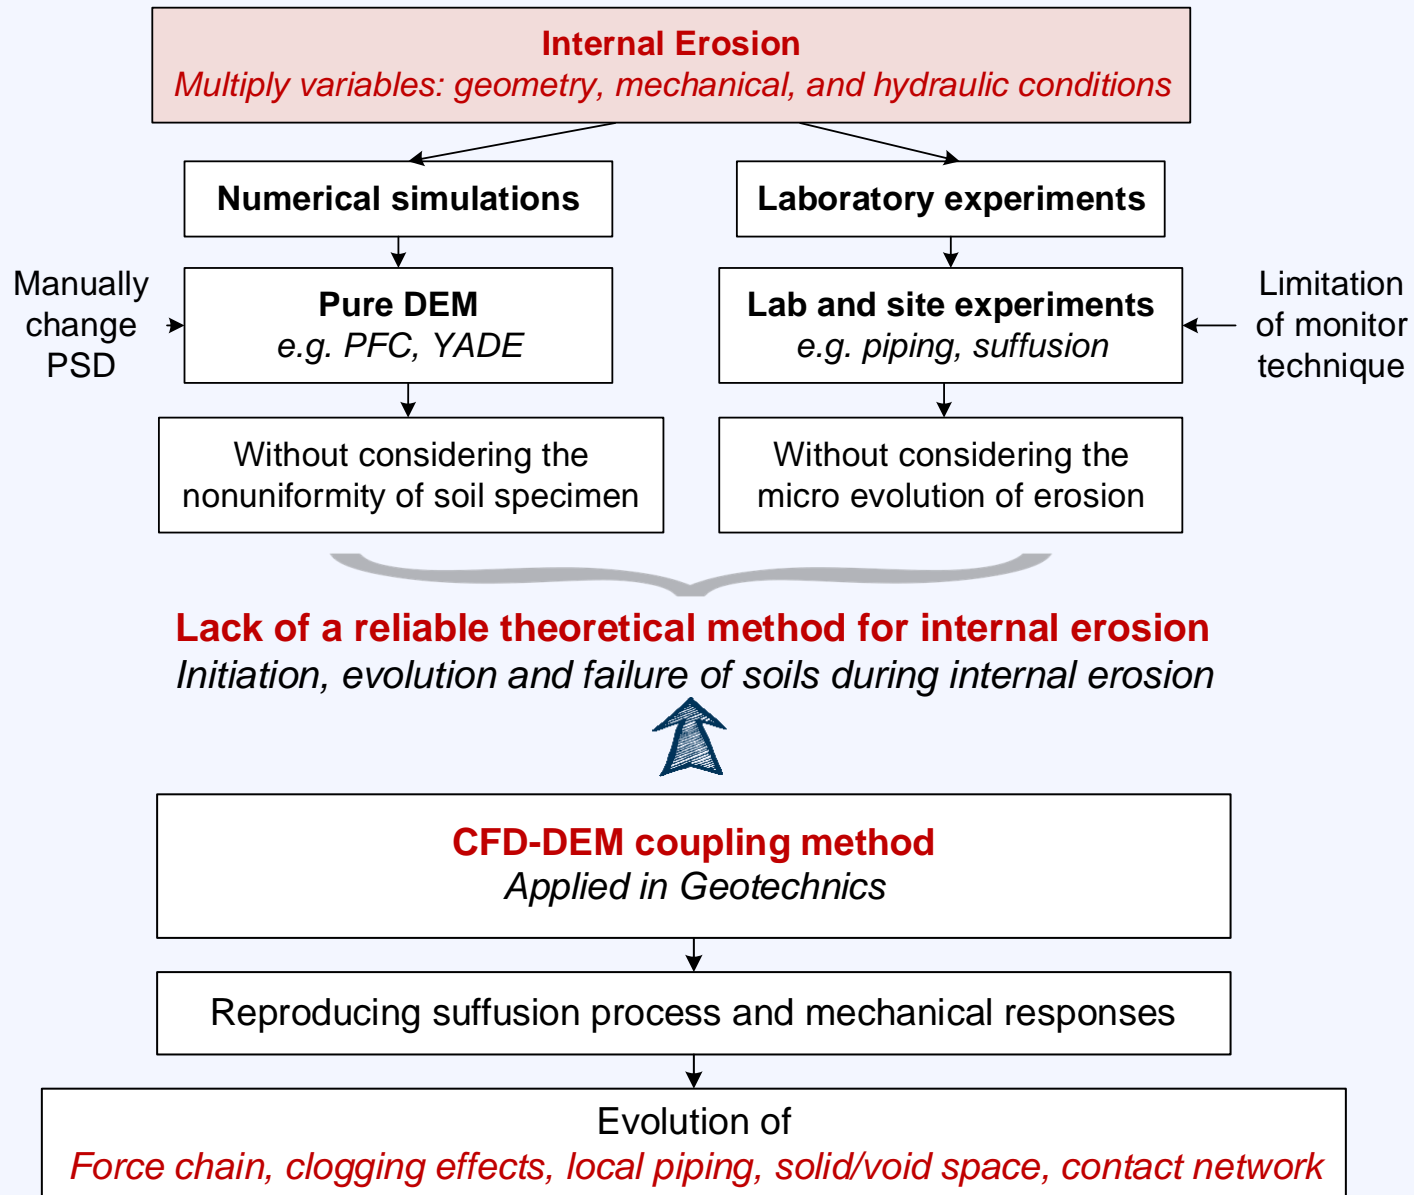 Internal Erosion
Multiply variables: geometry, mechanical, and hydraulic conditions
Numerical simulations
Laboratory experiments
Manually
change
PSD
Pure DEM
e.g. PFC, YADE
Lab and site experiments
e.g. piping, suffusion
Limitation
of monitor
technique
Without considering the
nonuniformity of soil specimen
Without considering the
micro evolution of erosion
Lack of a reliable theoretical method for internal erosion
Initiation, evolution and failure of soils during internal erosion
CFD-DEM coupling method
Applied in Geotechnics
Reproducing suffusion process and mechanical responses
Evolution of
Force chain, clogging effects, local piping, solid/void space, contact network